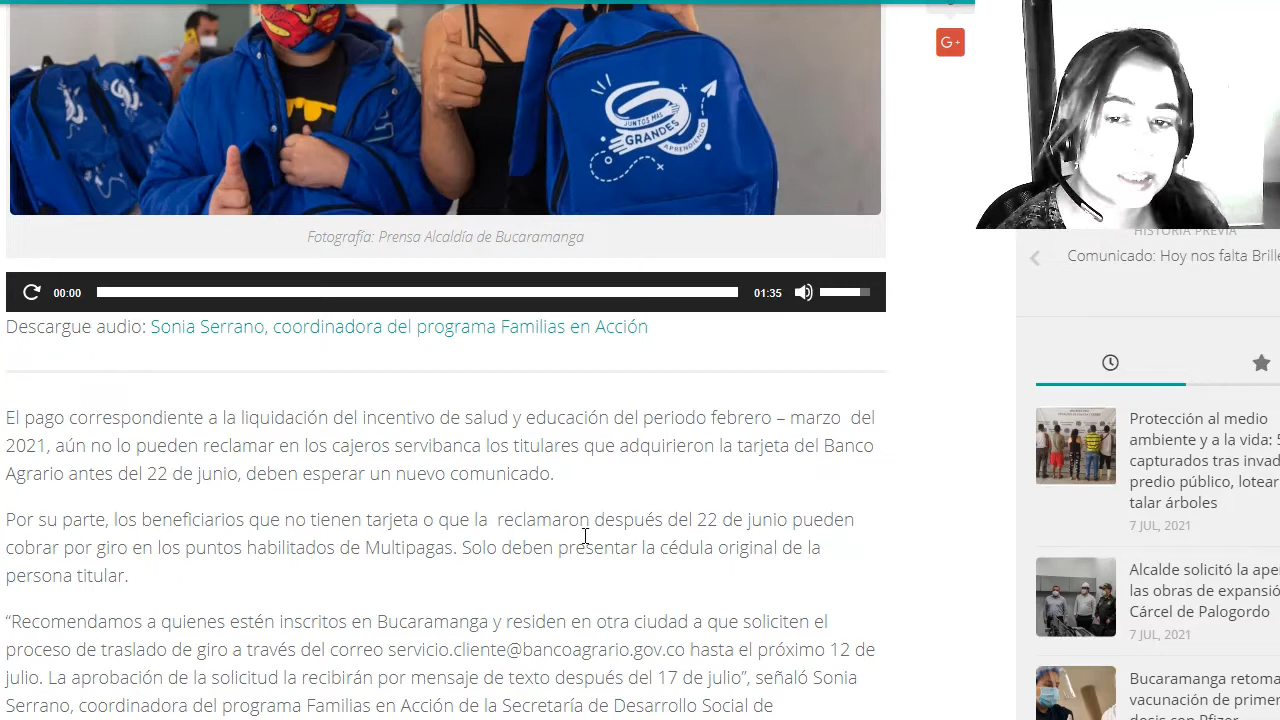 JUNTOS MÁS
GRANDES
APRENDIENDO
G+
Fotografía: Prensa Alcaldía de Bucaramanga
00:00
01:35
Descargue audio: Sonia Serrano, coordinadora del programa Familias en Acción
El pago correspondiente a la liquidación del incentivo de salud y educación del periodo febrero – marzo del
2021, aún no lo pueden reclamar en los cajeros servibanca los titulares que adquirieron la tarjeta del Banco
Agrario antes del 22 de junio, deben esperar un nuevo comunicado.
Por su parte, los beneficiarios que no tienen tarjeta o que la reclamaron después del 22 de junio pueden
cobrar por giro en los puntos habilitados de Multipagas. Solo deben presentar la cédula original de la
persona titular.
“Recomendamos a quienes estén inscritos en Bucaramanga y residen en otra ciudad a que soliciten el
proceso de traslado de giro a través del correo servicio.cliente@bancoagrario.gov.co hasta el próximo 12 de
julio. La aprobación de la solicitud la recibirán por mensaje de texto después del 17 de julio”, señaló Sonia
Serrano, coordinadora del programa Familias en Acción de la Secretaría de Desarrollo Social de
HISTORIA PREVIA
Comunicado: Hoy nos falta Brille
Protección al medio
ambiente y a la vida: 5
capturados tras invad
predio público, lotear
talar árboles
7 JUL, 2021
Alcalde solicitó la ape
las obras de expansió
Cárcel de Palogordo
7 JUL, 2021
Bucaramanga retoma
vacunación de primer
dosis con Pfizer